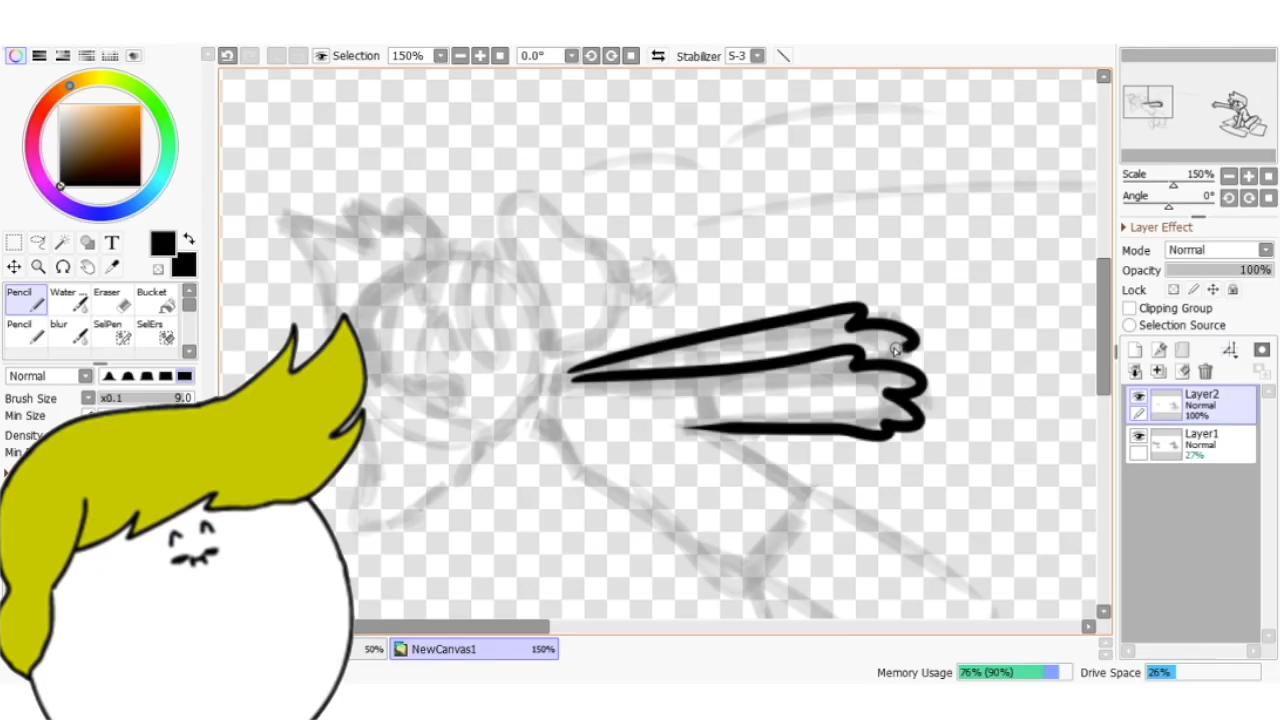 Selection 150% 0.0° Stabilizer S-3
Scale 150%
Angle 0°
Layer Effect
Mode Normal
Opacity 100%
Lock
Clipping Group
Selection Source
T
Pencil Water ... Eraser Bucket
Pencil blur SelPen SelErs
Normal
Brush Size x0.1 9.0
Min Size
Density
Min
Layer2
Normal
100%
Layer1
Normal
27%
50% NewCanvas1 150%
Memory Usage 76% (90%) Drive Space 26%